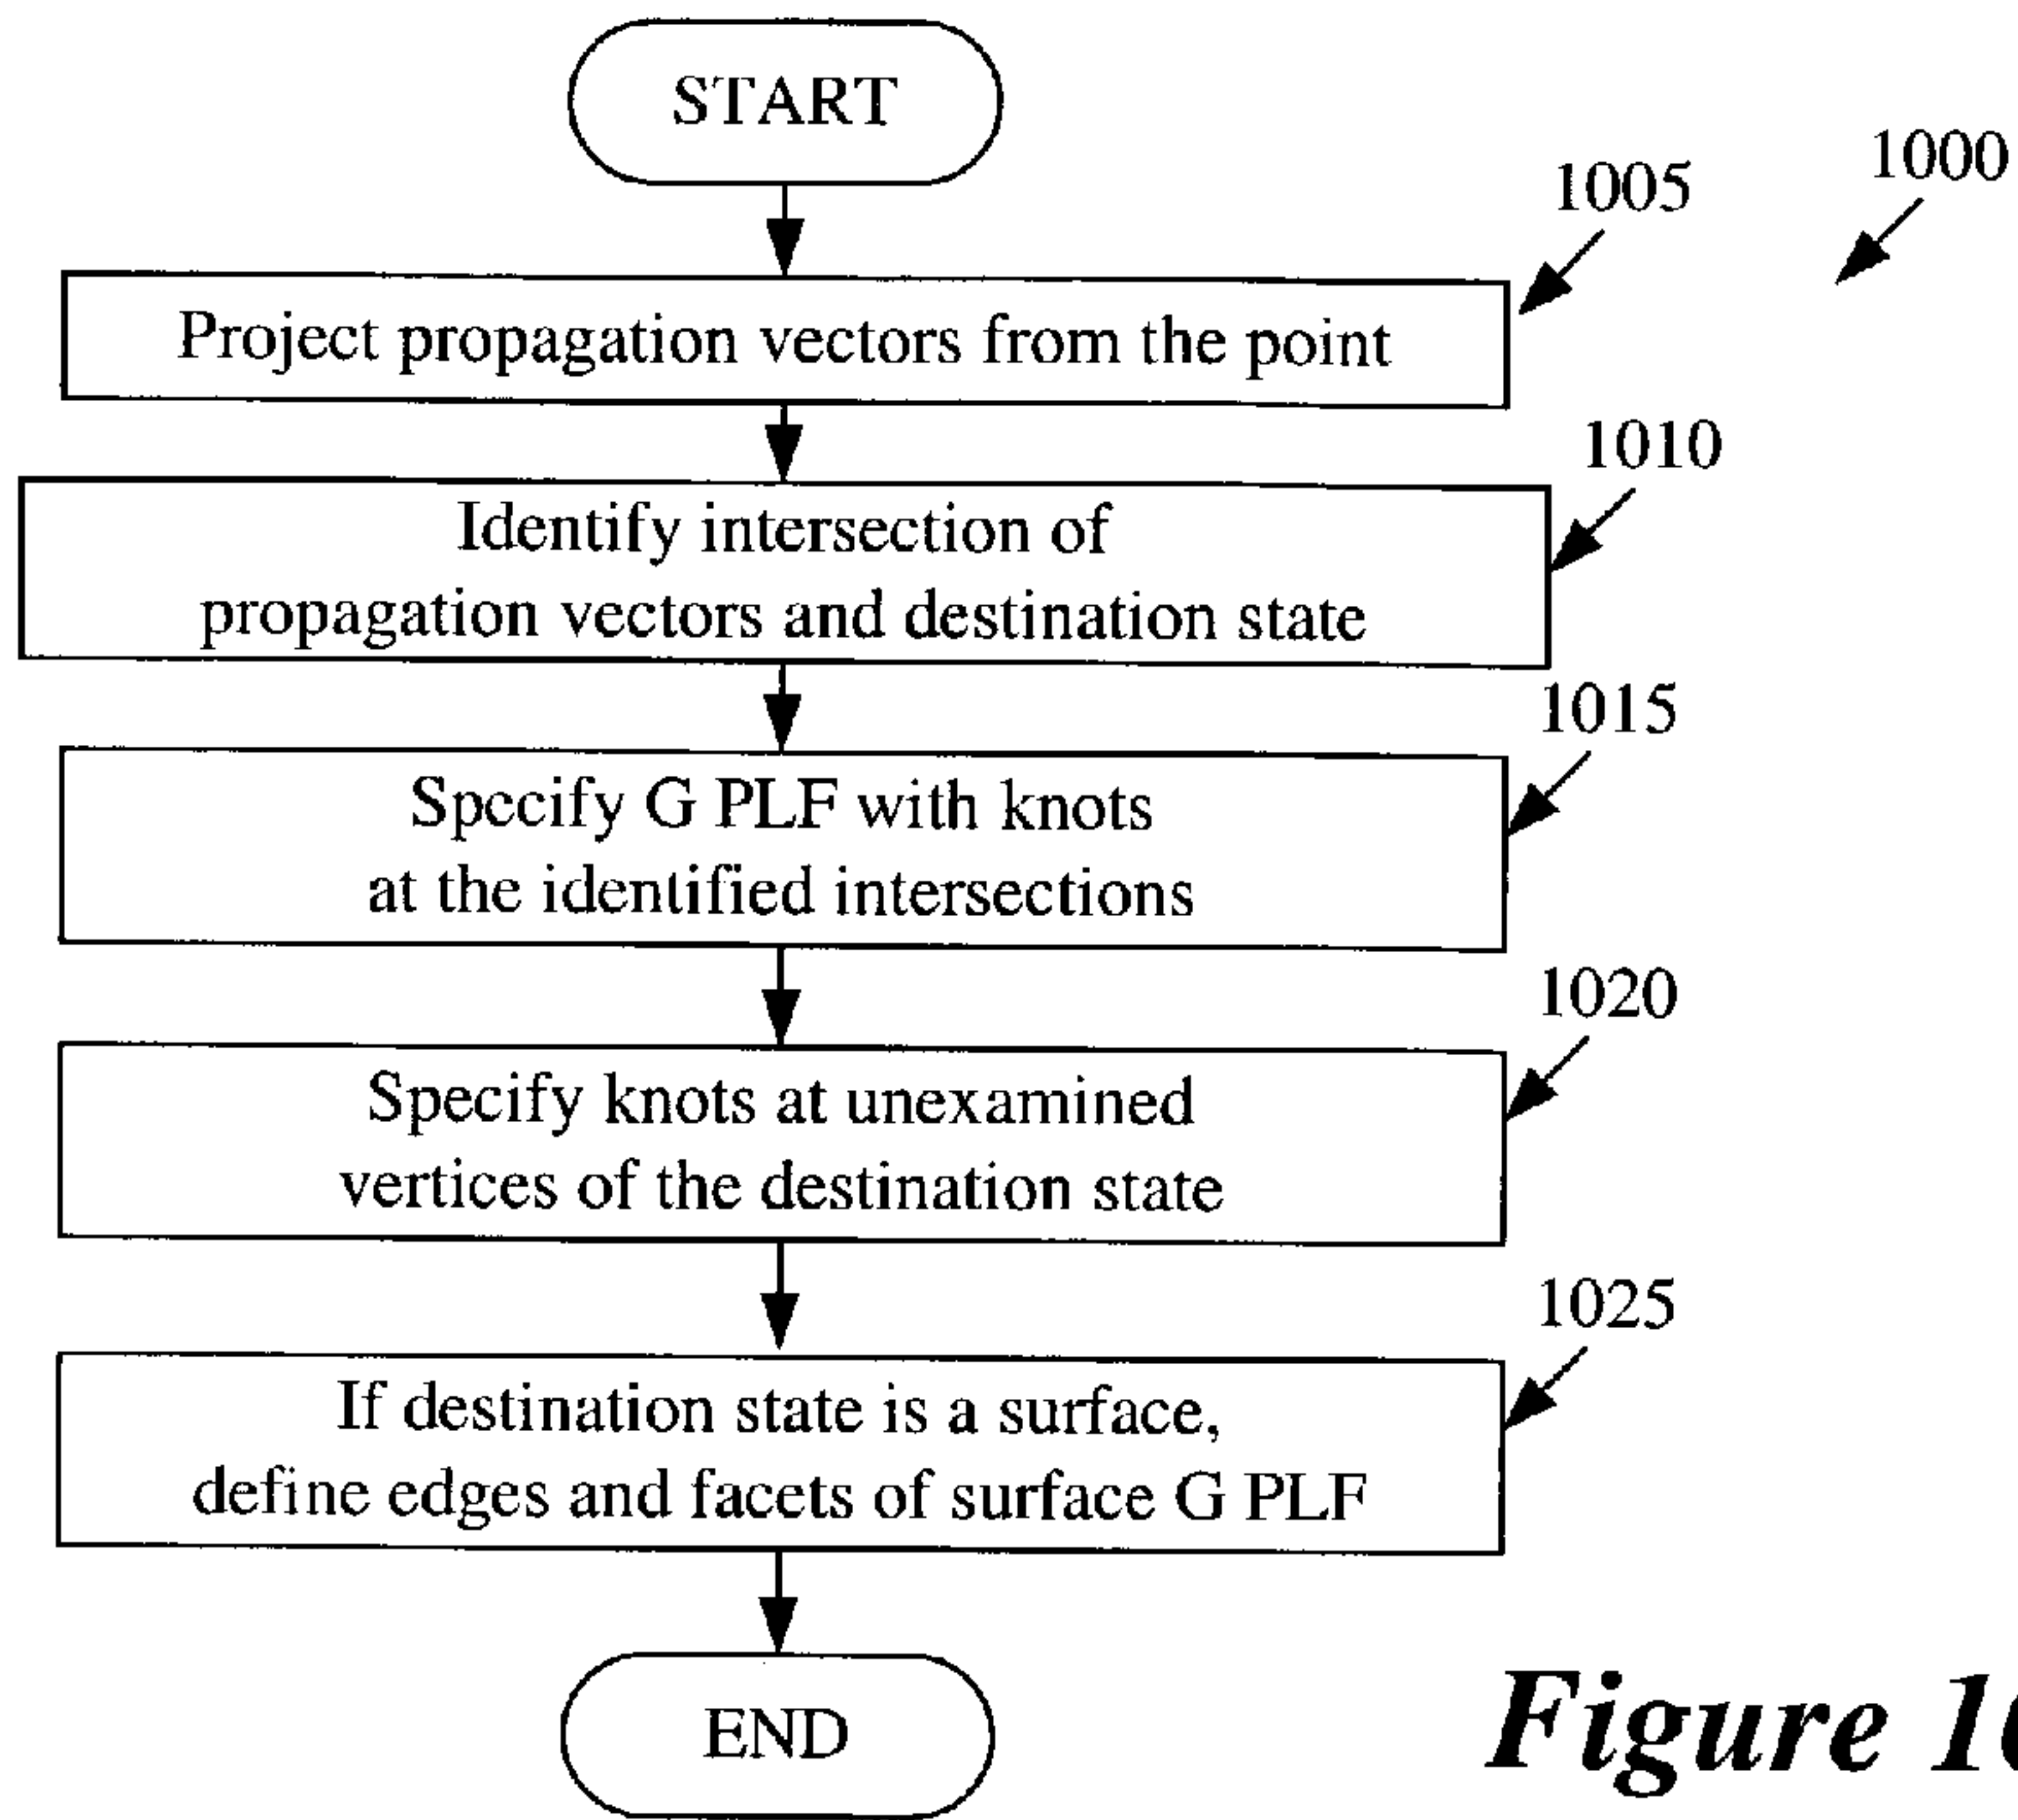 START
1005
1000
Project propagation vectors from the point
1010
Identify intersection of
propagation vectors and destination state
1015
Specify G PLF with knots
at the identified intersections
1020
Specify knots at unexamined
vertices of the destination state
1025
If destination state is a surface,
define edges and facets of surface G PLF
END
Figure